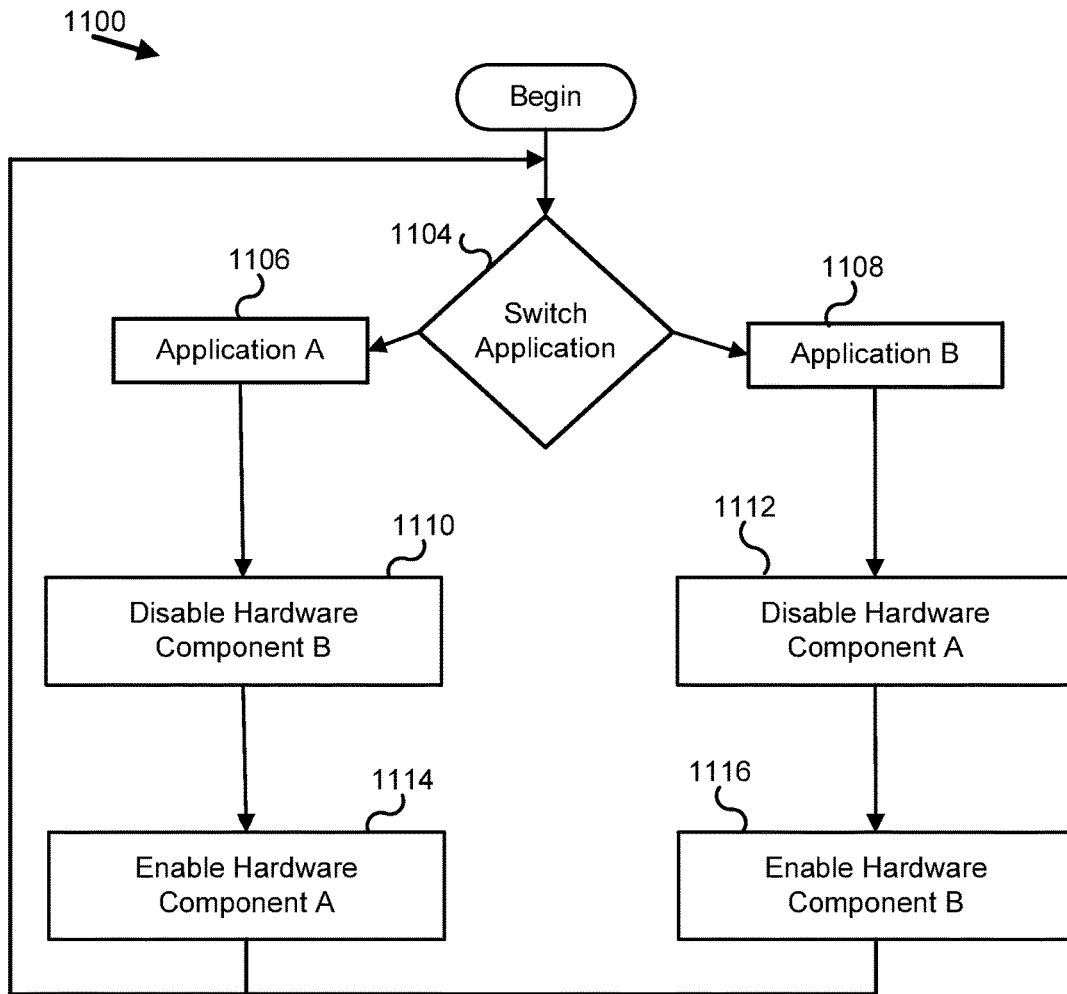 1100
Begin
1104
1106
1108
Switch
Application
Application A
Application B
1110
1112
Disable Hardware
Component B
Disable Hardware
Component A
1114
1116
Enable Hardware
Component A
Enable Hardware
Component B